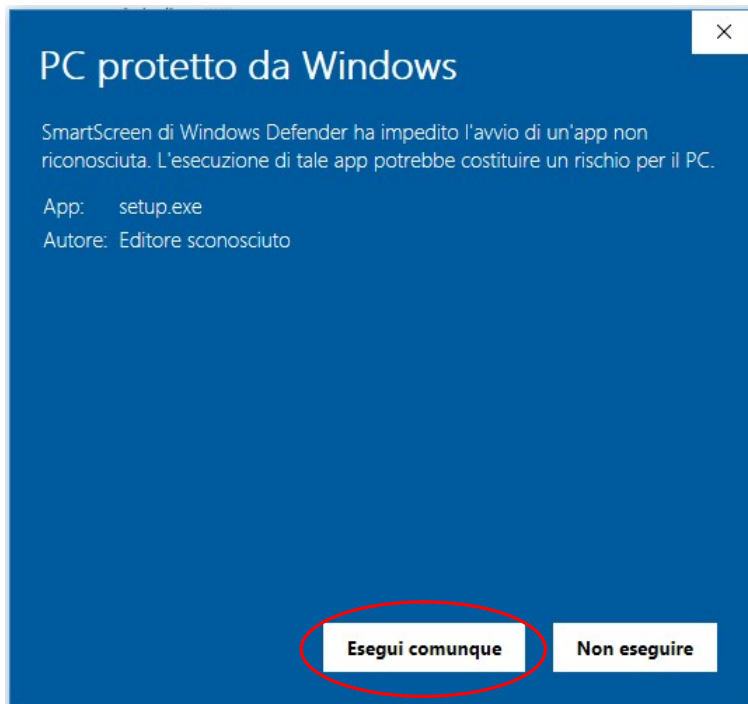 PC protetto da Windows
SmartScreen di Windows Defender ha impedito l'avvio di un'app non
riconosciuta. L'esecuzione di tale app potrebbe costituire un rischio per il PC.
App: setup.exe
Autore: Editore sconosciuto
Esegui comunque Non eseguire